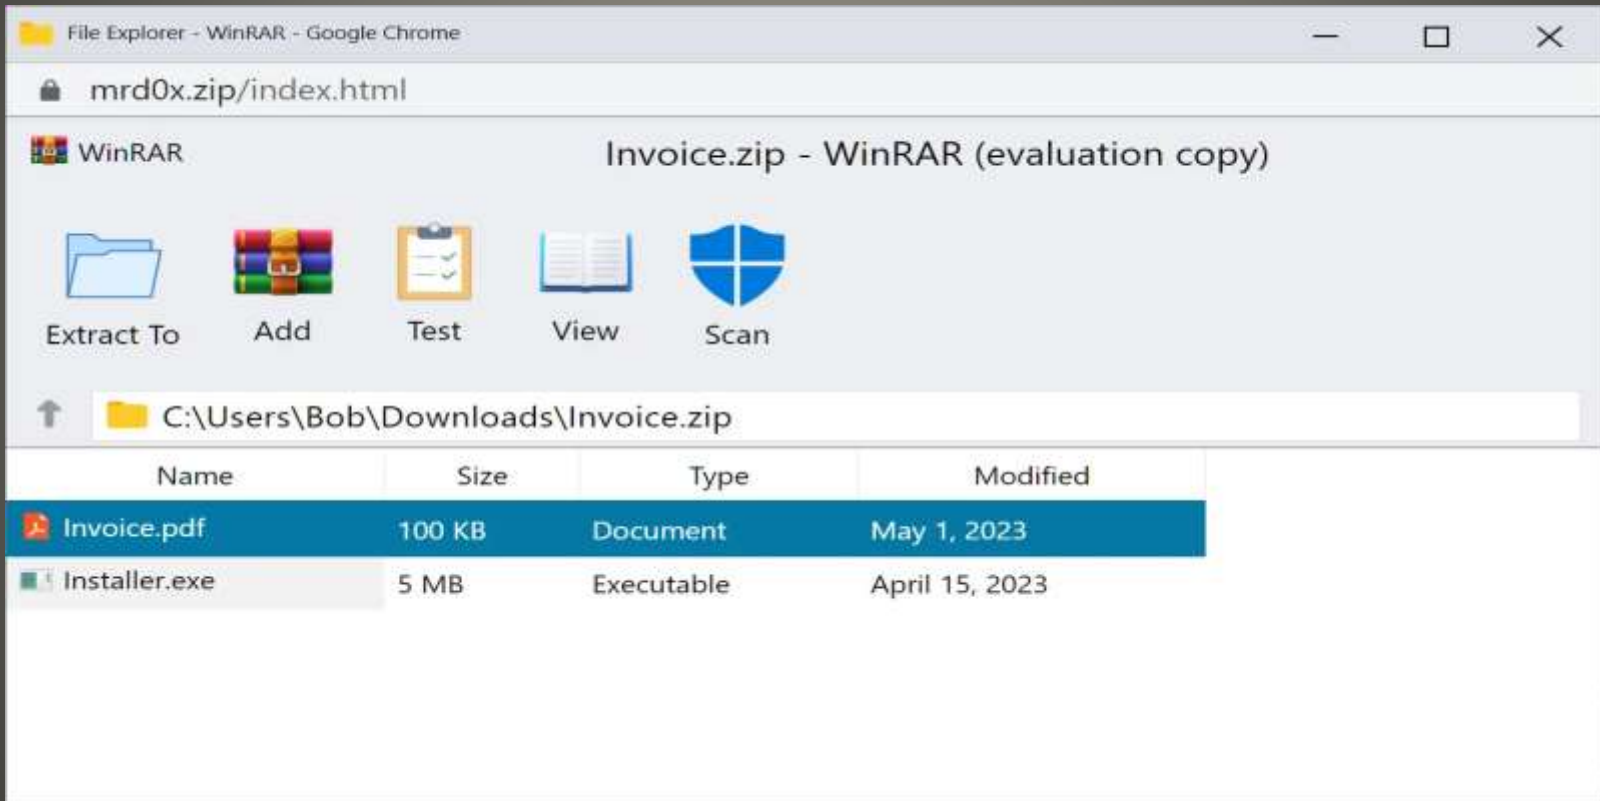 File Explorer - WinRAR - Google Chrome
mrd0x.zip/index.html
WinRAR
Invoice.zip - WinRAR (evaluation copy)
Extract To Add Test View Scan
C:\Users\Bob\Downloads\Invoice.zip
Name Size Type Modified
Invoice.pdf 100 KB Document May 1, 2023
Installer.exe 5 MB Executable April 15, 2023